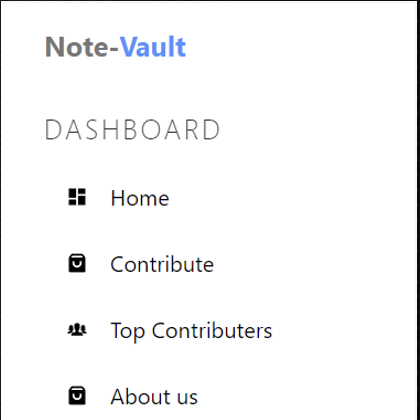 Note-Vault
DASHBOARD
Home
Contribute
Top Contributers
About us